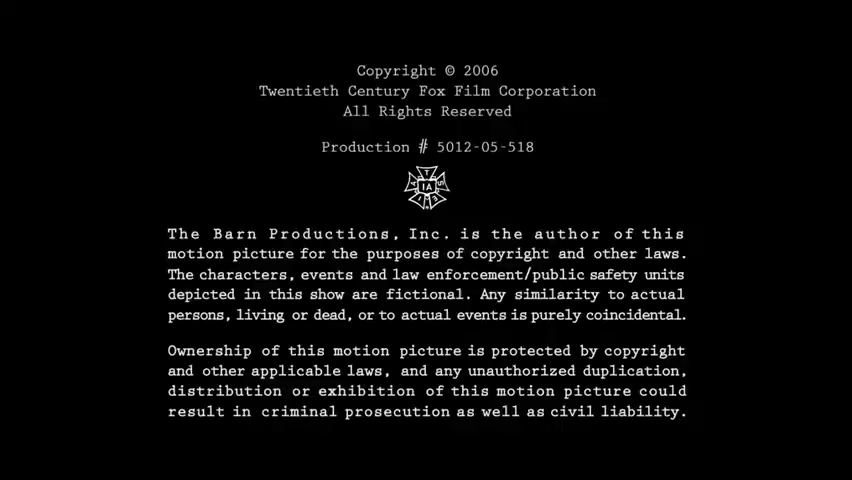 Copyright © 2006
Twentieth Century Fox Film Corporation
All Rights Reserved
Production # 5012-05-518
I A T S E
IA
The Barn Productions, Inc. is the author of this
motion picture for the purposes of copyright and other laws.
The characters, events and law enforcement/public safety units
depicted in this show are fictional. Any similarity to actual
persons, living or dead, or to actual events is purely coincidental.
Ownership of this motion picture is protected by copyright
and other applicable laws, and any unauthorized duplication,
distribution or exhibition of this motion picture could
result in criminal prosecution as well as civil liability.